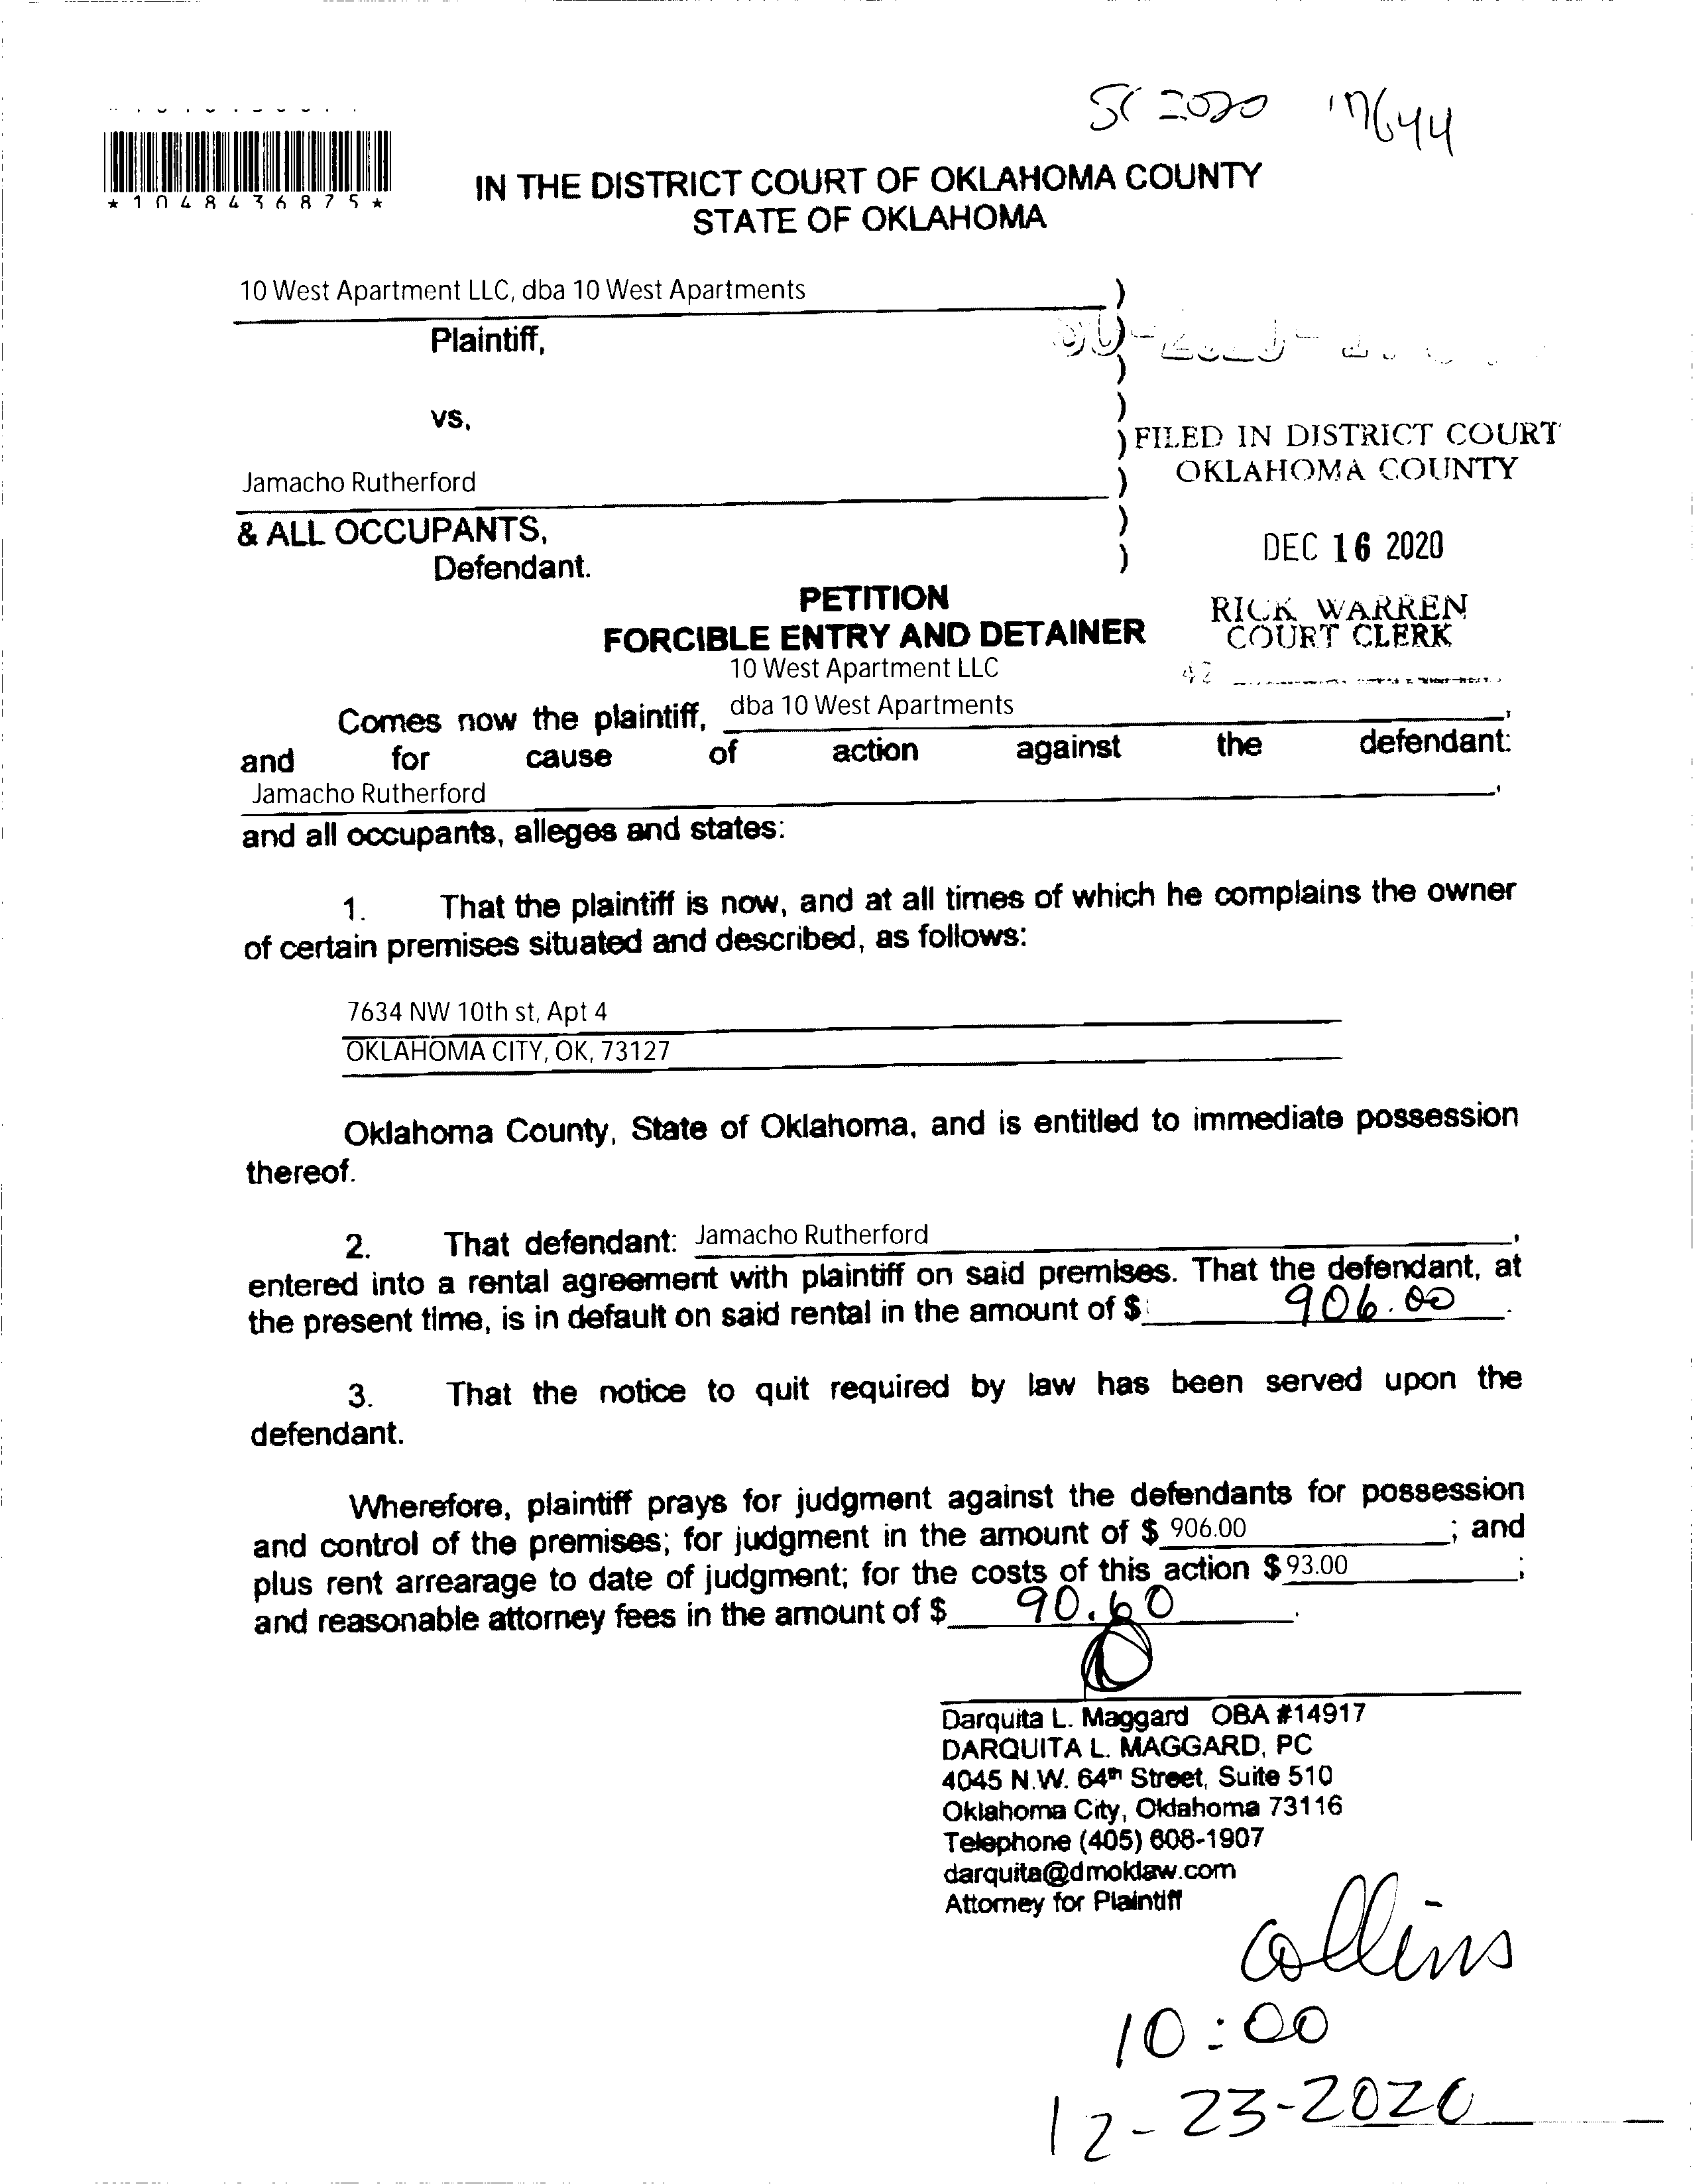 SC 2020 17644
*1048436875*
IN THE DISTRICT COURT OF OKLAHOMA COUNTY
STATE OF OKLAHOMA
10 West Apartment LLC, dba 10 West Apartments )
Plaintiff, )
)
vs. )
) FILED IN DISTRICT COURT
OKLAHOMA COUNTY
Jamacho Rutherford )
& ALL OCCUPANTS, )
Defendant. )
DEC 16 2020
RICK WARREN
COURT CLERK
42
PETITION
FORCIBLE ENTRY AND DETAINER
10 West Apartment LLC
Comes now the plaintiff, dba 10 West Apartments,
and for cause of action against the defendant:
Jamacho Rutherford,
and all occupants, alleges and states:
1. That the plaintiff is now, and at all times of which he complains the owner
of certain premises situated and described, as follows:
7634 NW 10th st, Apt 4
OKLAHOMA CITY, OK, 73127
Oklahoma County, State of Oklahoma, and is entitled to immediate possession
thereof.
2. That defendant: Jamacho Rutherford,
entered into a rental agreement with plaintiff on said premises. That the defendant, at
the present time, is in default on said rental in the amount of $: 906.00.
3. That the notice to quit required by law has been served upon the
defendant.
Wherefore, plaintiff prays for judgment against the defendants for possession
and control of the premises; for judgment in the amount of $ 906.00; and
plus rent arrearage to date of judgment; for the costs of this action $ 93.00;
and reasonable attorney fees in the amount of $ 90.60.
Darquita L. Maggard OBA #14917
DARQUITA L. MAGGARD, PC
4045 N.W. 64th Street, Suite 510
Oklahoma City, Oklahoma 73116
Telephone (405) 608-1907
darquita@dmoklaw.com
Attorney for Plaintiff
Collins
10:00
12-23-2020